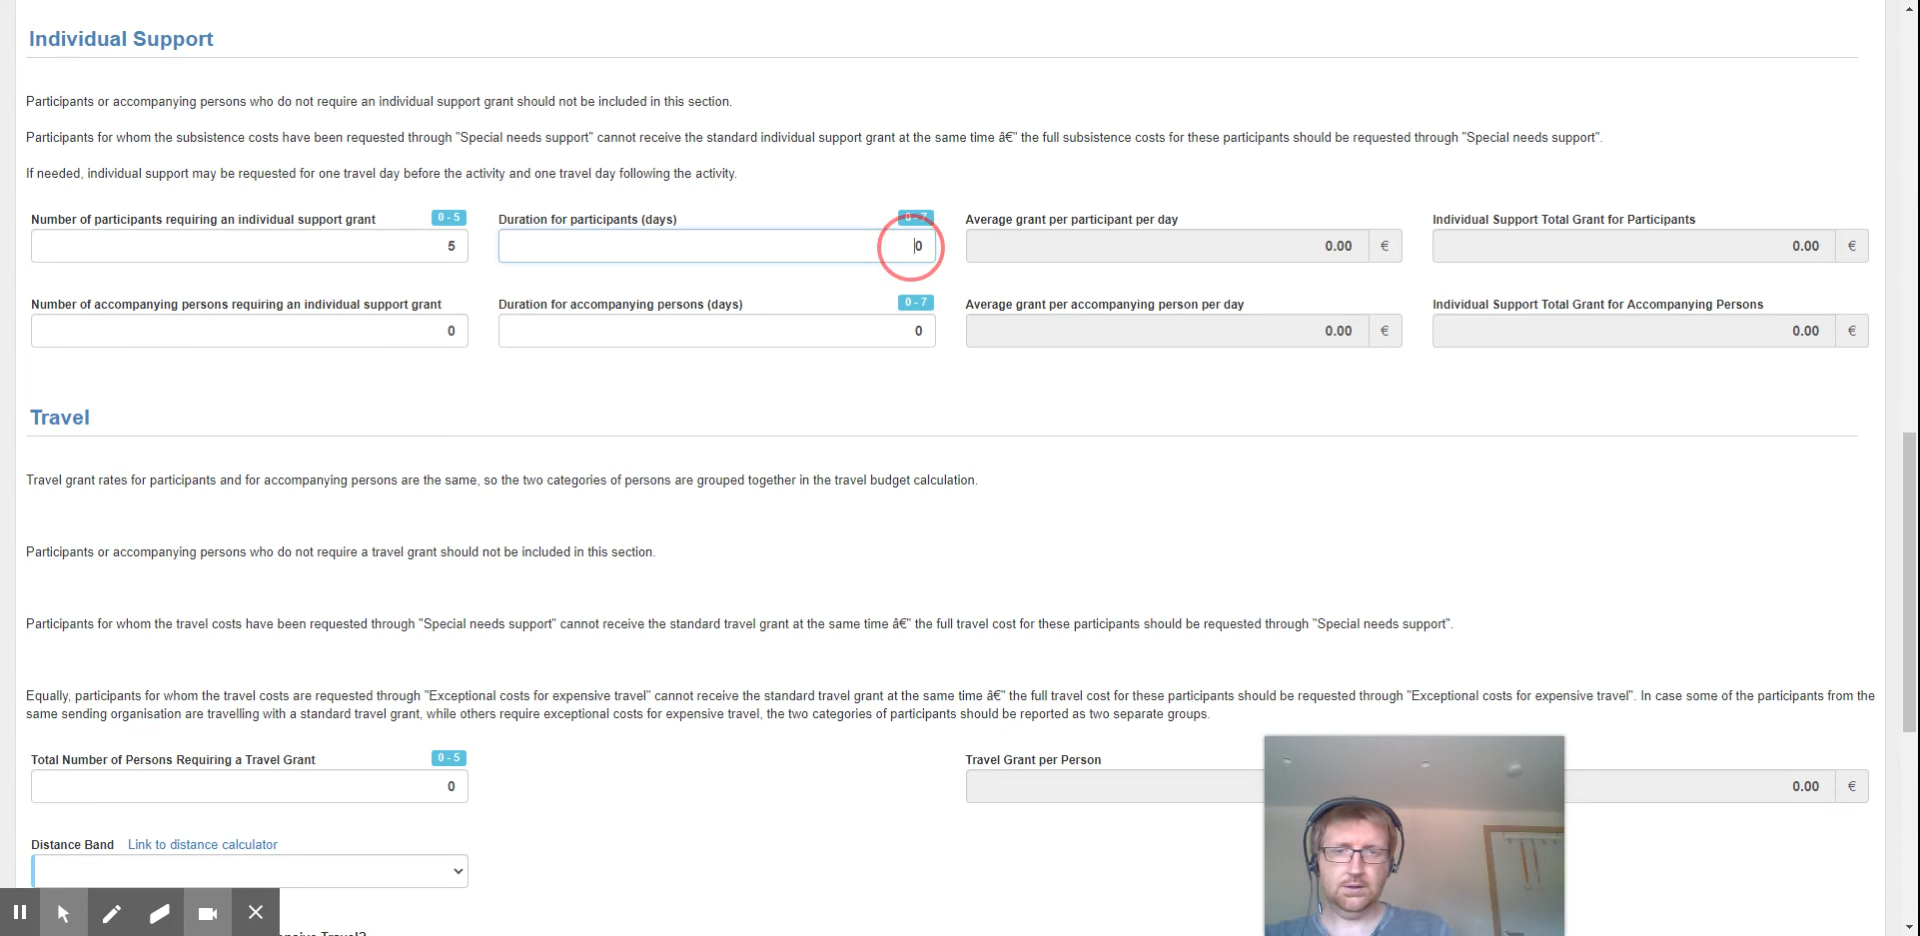 Individual Support
Participants or accompanying persons who do not require an individual support grant should not be included in this section.
Participants for whom the subsistence costs have been requested through "Special needs support" cannot receive the standard individual support grant at the same time â€" the full subsistence costs for these participants should be requested through "Special needs support".
If needed, individual support may be requested for one travel day before the activity and one travel day following the activity.
Number of participants requiring an individual support grant 0 - 5 Duration for participants (days) 0 - 7 Average grant per participant per day Individual Support Total Grant for Participants
5 0 0.00 € 0.00 €
Number of accompanying persons requiring an individual support grant Duration for accompanying persons (days) 0 - 7 Average grant per accompanying person per day Individual Support Total Grant for Accompanying Persons
0 0 0.00 € 0.00 €
Travel
Travel grant rates for participants and for accompanying persons are the same, so the two categories of persons are grouped together in the travel budget calculation.
Participants or accompanying persons who do not require a travel grant should not be included in this section.
Participants for whom the travel costs have been requested through "Special needs support" cannot receive the standard travel grant at the same time â€" the full travel cost for these participants should be requested through "Special needs support".
Equally, participants for whom the travel costs are requested through "Exceptional costs for expensive travel" cannot receive the standard travel grant at the same time â€" the full travel cost for these participants should be requested through "Exceptional costs for expensive travel". In case some of the participants from the
same sending organisation are travelling with a standard travel grant, while others require exceptional costs for expensive travel, the two categories of participants should be reported as two separate groups.
Total Number of Persons Requiring a Travel Grant 0 - 5 Travel Grant per Person
0 0.00 €
Distance Band Link to distance calculator